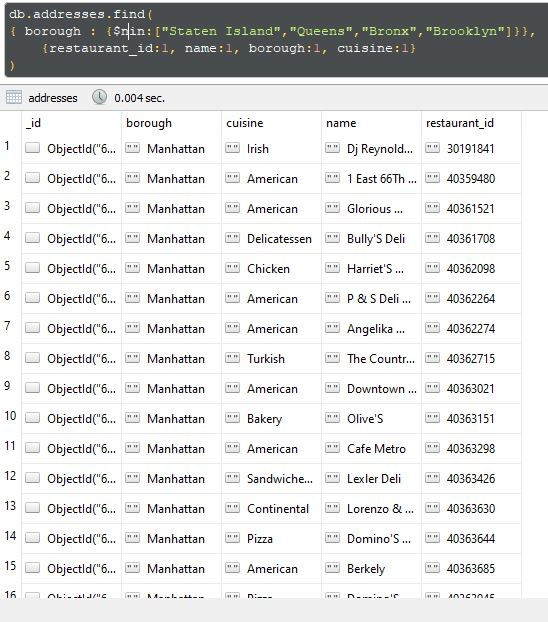 db.addresses.find(
{ borough : {$nin:["Staten Island","Queens","Bronx","Brooklyn"]}},
{restaurant_id:1, name:1, borough:1, cuisine:1}
)
addresses 0.004 sec.
_id borough cuisine name restaurant_id
1 ObjectId("6... "" Manhattan "" Irish "" Dj Reynold... "" 30191841
2 ObjectId("6... "" Manhattan "" American "" 1 East 66Th ... "" 40359480
3 ObjectId("6... "" Manhattan "" American "" Glorious ... "" 40361521
4 ObjectId("6... "" Manhattan "" Delicatessen "" Bully'S Deli "" 40361708
5 ObjectId("6... "" Manhattan "" Chicken "" Harriet'S ... "" 40362098
6 ObjectId("6... "" Manhattan "" American "" P & S Deli ... "" 40362264
7 ObjectId("6... "" Manhattan "" American "" Angelika ... "" 40362274
8 ObjectId("6... "" Manhattan "" Turkish "" The Countr... "" 40362715
9 ObjectId("6... "" Manhattan "" American "" Downtown ... "" 40363021
10 ObjectId("6... "" Manhattan "" Bakery "" Olive'S "" 40363151
11 ObjectId("6... "" Manhattan "" American "" Cafe Metro "" 40363298
12 ObjectId("6... "" Manhattan "" Sandwiche... "" Lexler Deli "" 40363426
13 ObjectId("6... "" Manhattan "" Continental "" Lorenzo & ... "" 40363630
14 ObjectId("6... "" Manhattan "" Pizza "" Domino'S ... "" 40363644
15 ObjectId("6... "" Manhattan "" American "" Berkely "" 40363685
16 ObjectId("6... "" Manhattan "" Pizza "" Domino'S ...